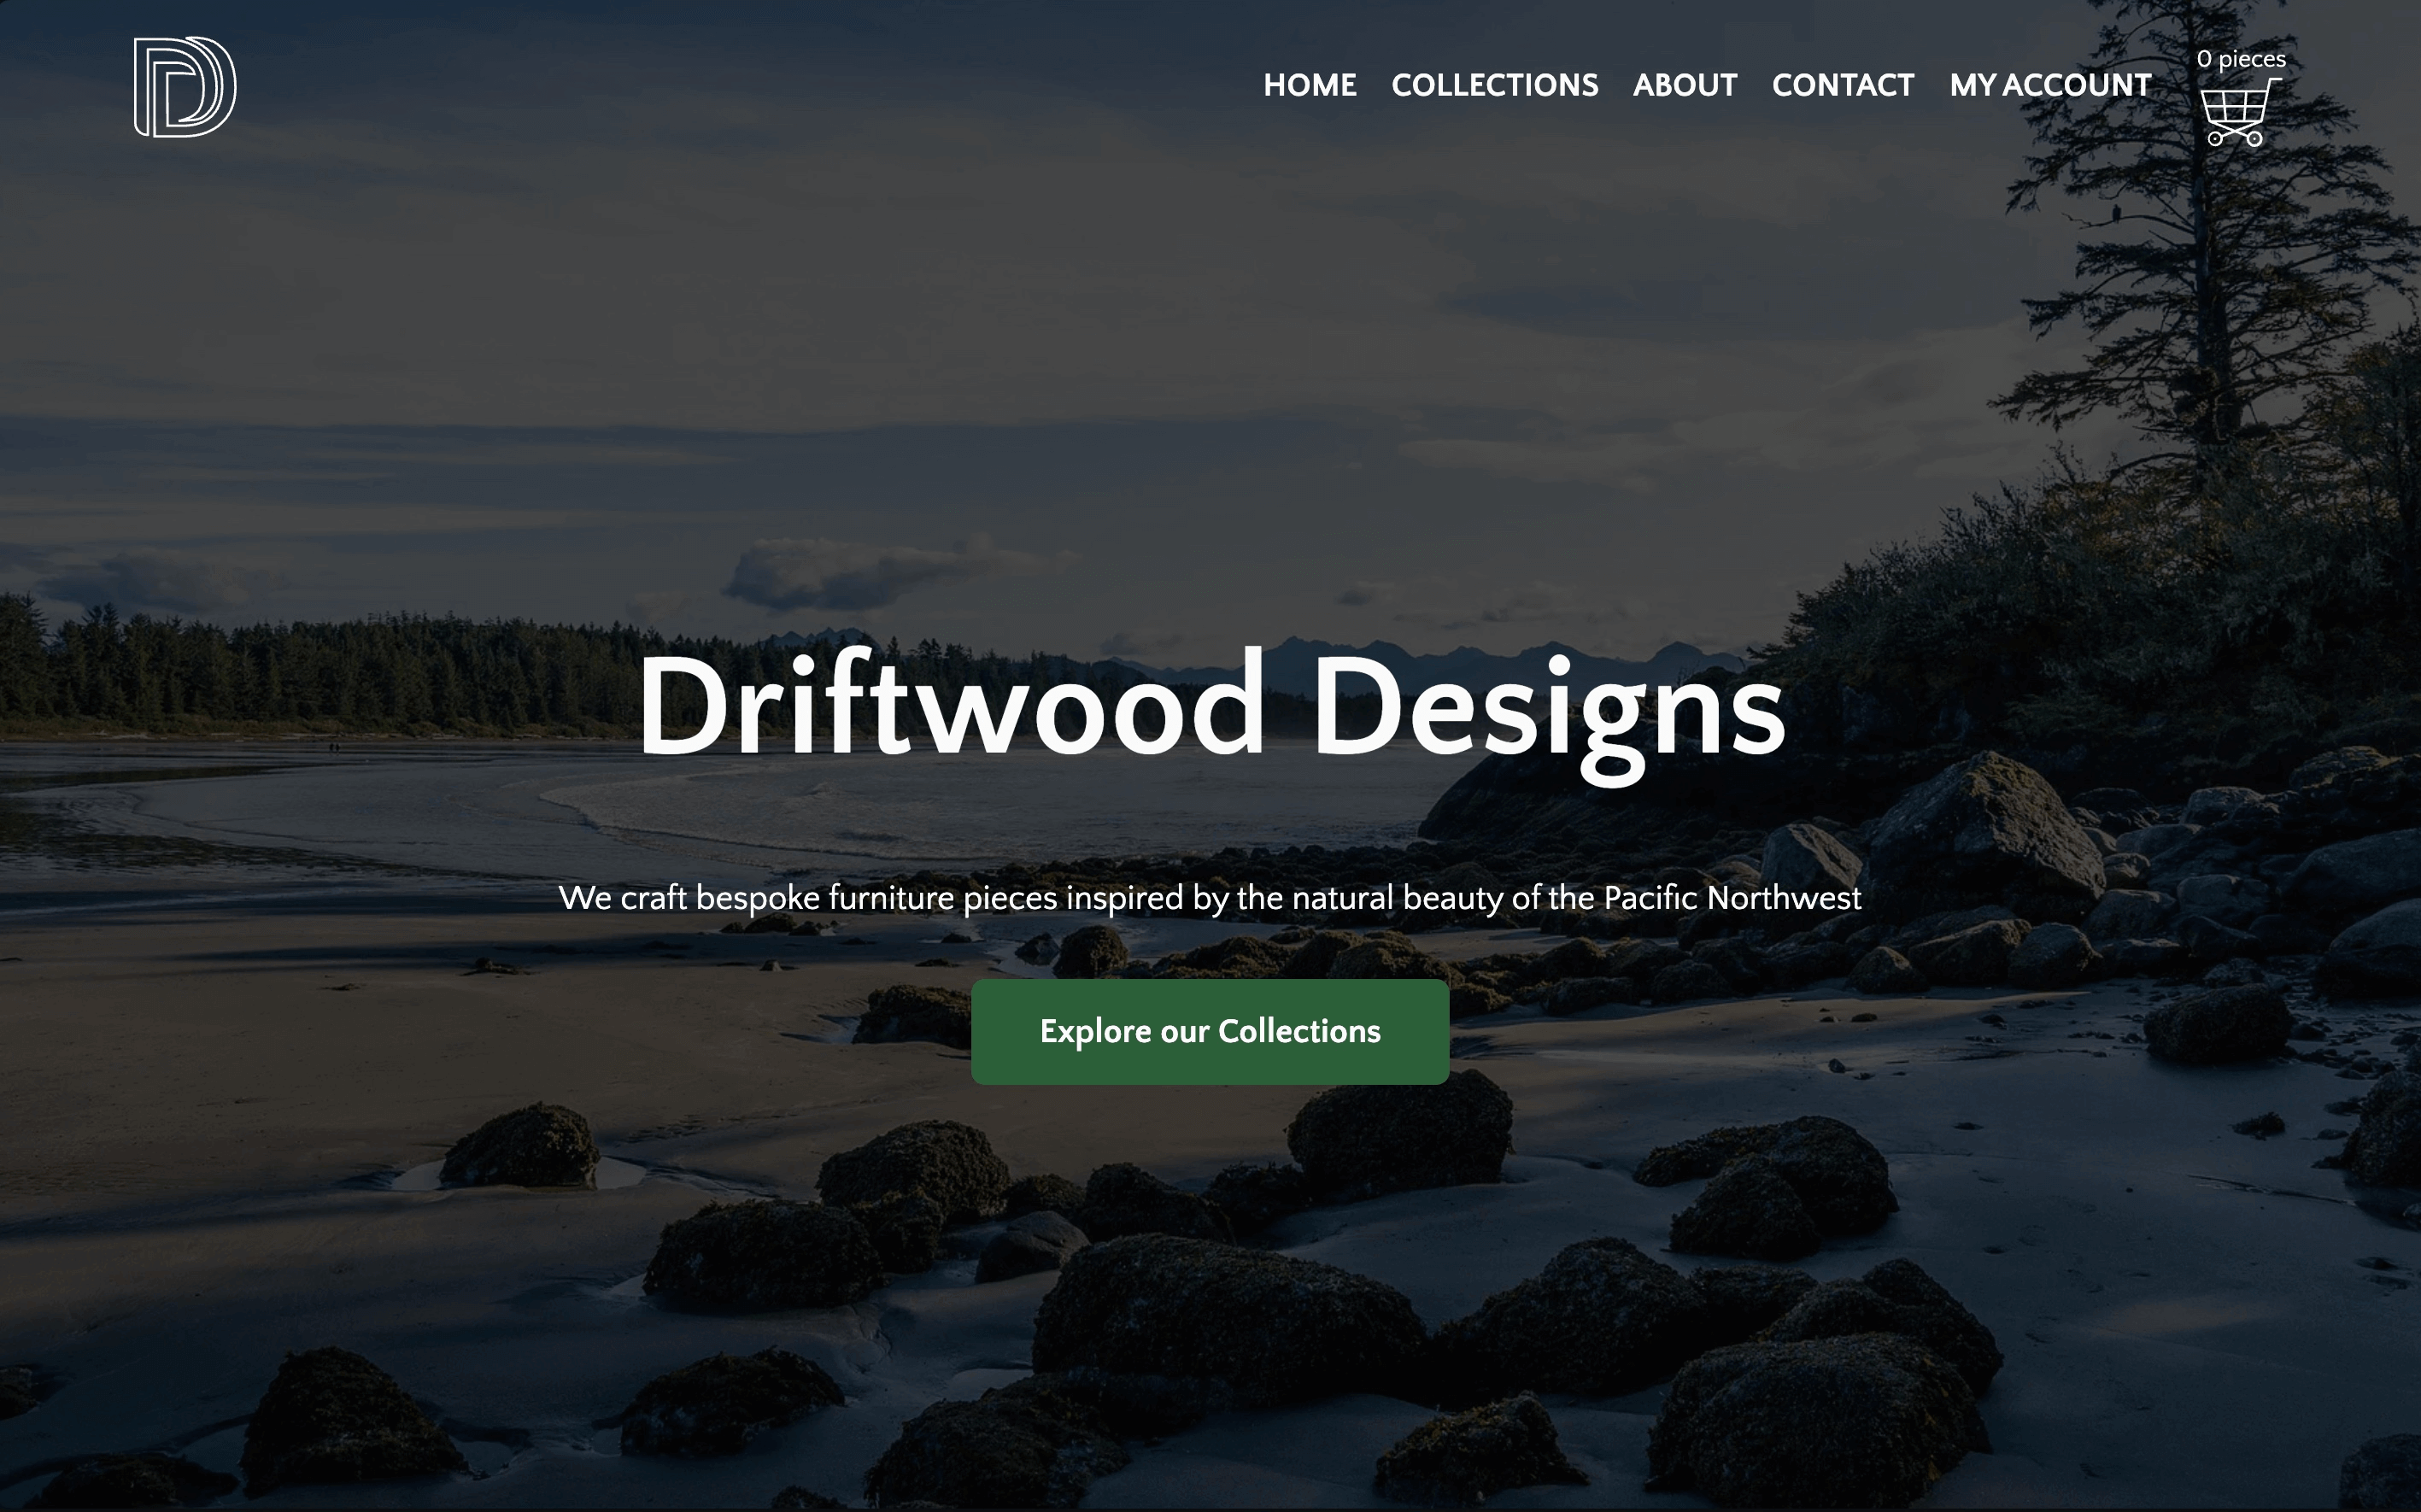 HOME COLLECTIONS ABOUT CONTACT MY ACCOUNT
0 pieces
Driftwood Designs
We craft bespoke furniture pieces inspired by the natural beauty of the Pacific Northwest
Explore our Collections